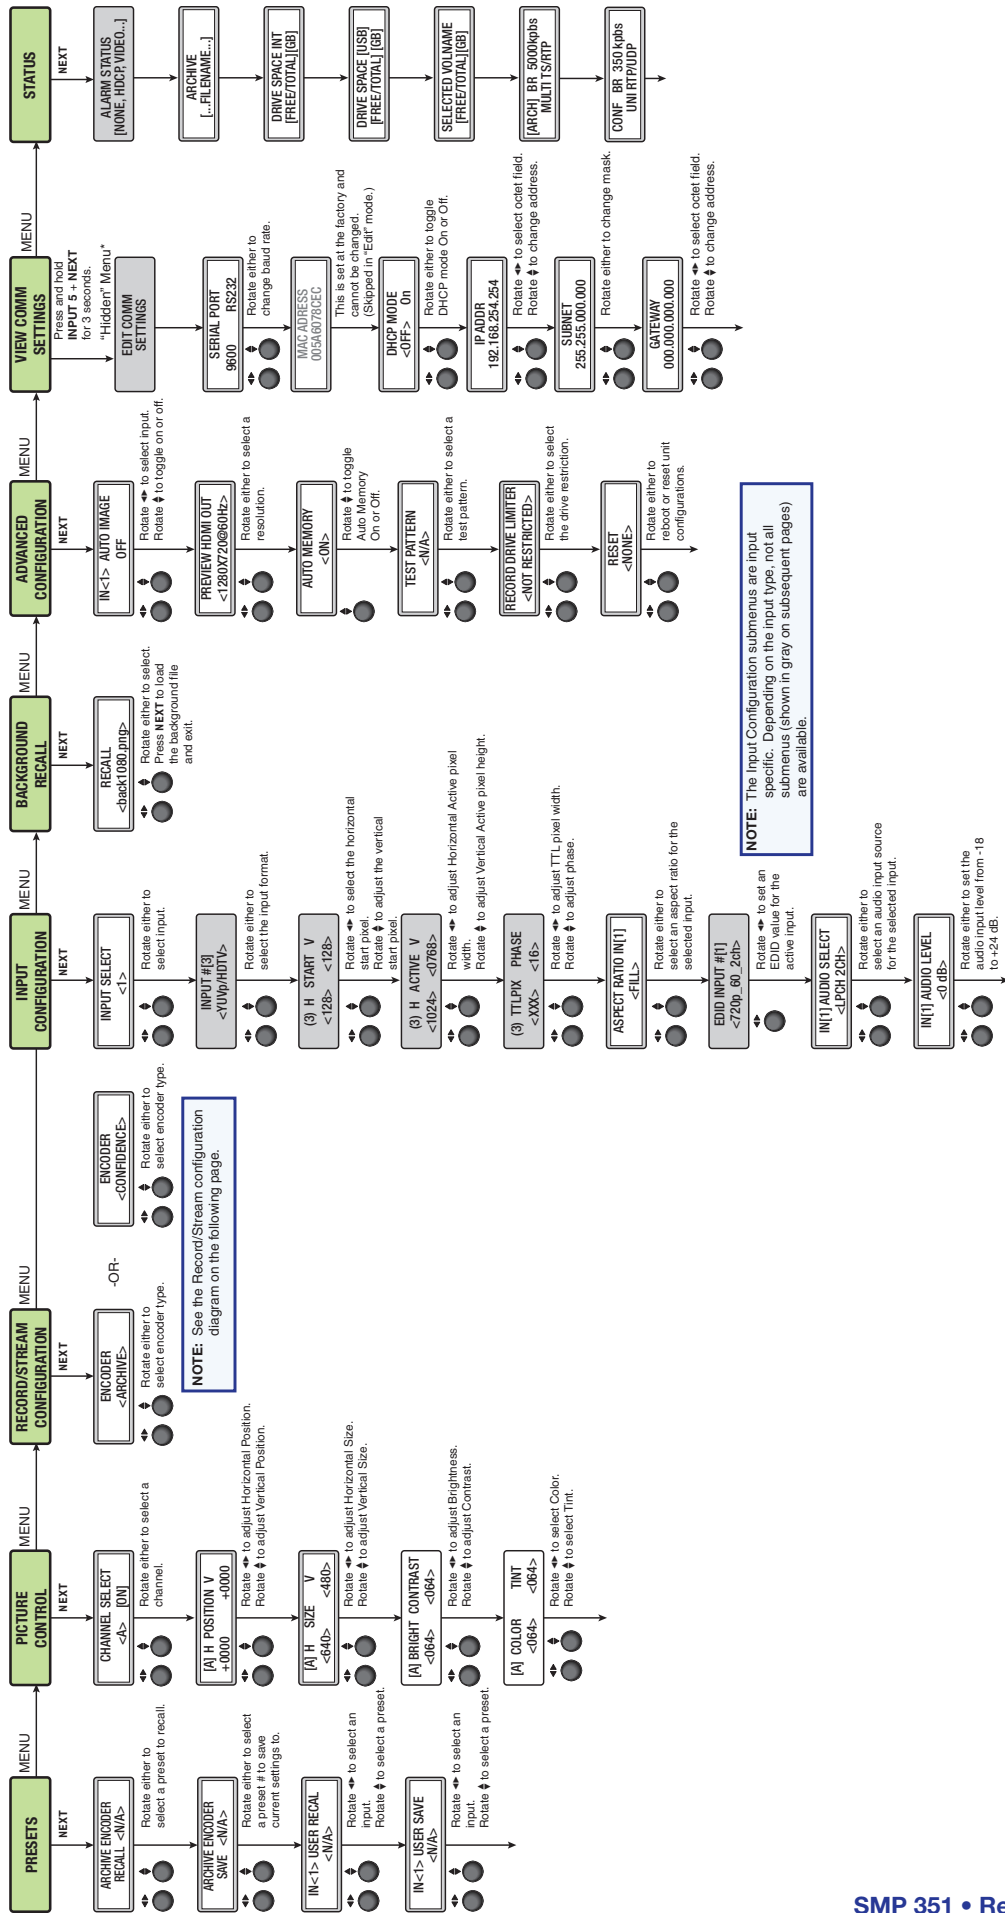 PRESETS
NEXT
ARCHIVE ENCODER
RECALL <N/A>
Rotate either to
select a preset to recall.
ARCHIVE ENCODER
SAVE <N/A>
Rotate either to select
a preset # to save
current settings to.
IN<1> USER RECAL
<N/A>
Rotate to select an
input.
Rotate to select a preset.
IN<1> USER SAVE
<N/A>
Rotate to select an
input.
Rotate to select a preset.
MENU
PICTURE
CONTROL
NEXT
CHANNEL SELECT
<A> [ON]
Rotate either to select a
channel.
[A] H POSITION V
+0000 +0000
Rotate to adjust Horizontal Position.
Rotate to adjust Vertical Position.
[A] H SIZE V
<640> <480>
Rotate to adjust Horizontal Size.
Rotate to adjust Vertical Size.
[A] BRIGHT CONTRAST
<064> <064>
Rotate to adjust Brightness.
Rotate to adjust Contrast.
[A] COLOR TINT
<064> <064>
Rotate to select Color.
Rotate to select Tint.
MENU
RECORD/STREAM
CONFIGURATION
NEXT
ENCODER
<ARCHIVE>
Rotate either to
select encoder type.
-OR-
ENCODER
<CONFIDENCE>
Rotate either to
select encoder type.
NOTE: See the Record/Stream configuration
diagram on the following page.
MENU
INPUT
CONFIGURATION
NEXT
INPUT SELECT
<1>
Rotate either to
select input.
INPUT #[3]
<YUVp/HDTV>
Rotate either to
select the input format.
(3) H START V
<128> <128>
Rotate to select the horizontal
start pixel.
Rotate to adjust the vertical
start pixel.
(3) H ACTIVE V
<1024> <0768>
Rotate to adjust Horizontal Active pixel
width.
Rotate to adjust Vertical Active pixel height.
(3) TTLPIX PHASE
<XXX> <16>
Rotate to adjust TTL pixel width.
Rotate to adjust phase.
ASPECT RATIO IN[1]
<FILL>
Rotate either to
select an aspect ratio for the
selected input.
EDID INPUT #[1]
<720p_60_2ch>
Rotate to set an
EDID value for the
active input.
IN[1] AUDIO SELECT
<LPCH 2CH>
Rotate either to
select an audio input source
for the selected input.
IN[1] AUDIO LEVEL
<0 dB>
Rotate either to set the
audio input level from -18
to +24 dB.
MENU
BACKGROUND
RECALL
NEXT
RECALL
<back1080.png>
Rotate either to select.
Press NEXT to load
the background file
and exit.
MENU
ADVANCED
CONFIGURATION
NEXT
IN<1> AUTO IMAGE
OFF
Rotate to select input.
Rotate to toggle on or off.
PREVIEW HDMI OUT
<1280X720@60Hz>
Rotate either to select a
resolution.
AUTO MEMORY
<ON>
Rotate to toggle
Auto Memory
On or Off.
TEST PATTERN
<N/A>
Rotate either to select a
test pattern.
RECORD DRIVE LIMITER
<NOT RESTRICTED>
Rotate either to select
the drive restriction.
RESET
<NONE>
Rotate either to
reboot or reset unit
configurations.
NOTE: The Input Configuration submenus are input
specific. Depending on the input type, not all
submenus (shown in gray on subsequent pages)
are available.
MENU
VIEW COMM
SETTINGS
Press and hold
INPUT 5 + NEXT
for 3 seconds.
"Hidden" Menu*
EDIT COMM
SETTINGS
SERIAL PORT
9600 RS232
Rotate either to
change baud rate.
MAC ADRESS
005A6078CEC
This is set at the factory and
cannot be changed.
(Skipped in "Edit" mode.)
DHCP MODE
<OFF> On
Rotate either to toggle
DHCP mode On or Off.
IP ADDR
192.168.254.254
Rotate to select octet field.
Rotate to change address.
SUBNET
255.255.000.000
Rotate either to change mask.
GATEWAY
000.000.000.000
Rotate to select octet field.
Rotate to change address.
MENU
STATUS
NEXT
ALARM STATUS
[NONE, HDCP, VIDEO...]
ARCHIVE
[...FILENAME...]
DRIVE SPACE INT
[FREE/TOTAL][GB]
DRIVE SPACE [USB]
[FREE/TOTAL] [GB]
SELECTED VOLNAME
[FREE/TOTAL][GB]
[ARCH] BR 5000kpbs
MULTI TS/RTP
CONF BR 350 kpbs
UNI RTP/UDP
SMP 351 • Re